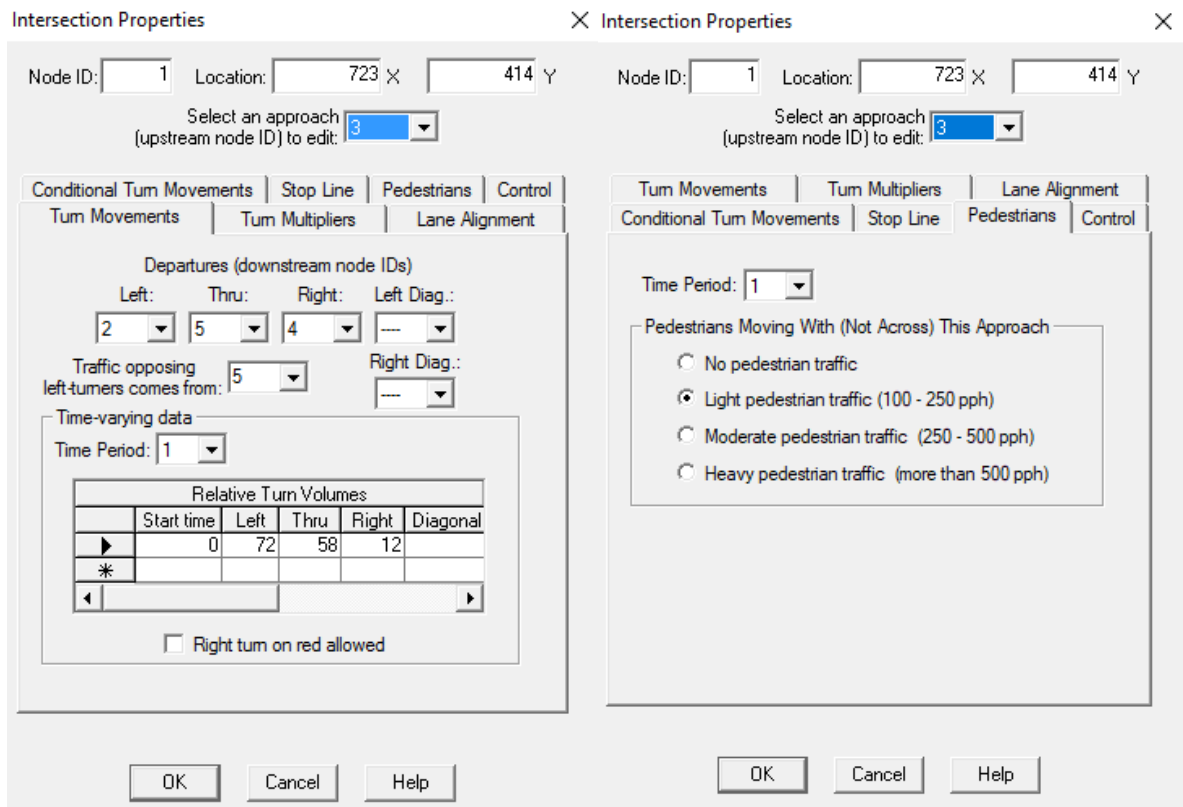 Intersection Properties
Node ID: 1 Location: 723 X 414 Y
Select an approach
(upstream node ID) to edit: 3
Conditional Turn Movements Stop Line Pedestrians Control
Turn Movements Turn Multipliers Lane Alignment
Departures (downstream node IDs)
Left: Thru: Right: Left Diag.:
2 5 4 ----
Traffic opposing
left-turners comes from: 5
Right Diag.:
----
Time-varying data
Time Period: 1
Relative Turn Volumes
Start time Left Thru Right Diagonal
0 72 58 12
*
Right turn on red allowed
OK Cancel Help
Intersection Properties
Node ID: 1 Location: 723 X 414 Y
Select an approach
(upstream node ID) to edit: 3
Turn Movements Turn Multipliers Lane Alignment
Conditional Turn Movements Stop Line Pedestrians Control
Time Period: 1
Pedestrians Moving With (Not Across) This Approach
No pedestrian traffic
Light pedestrian traffic (100 - 250 pph)
Moderate pedestrian traffic (250 - 500 pph)
Heavy pedestrian traffic (more than 500 pph)
OK Cancel Help